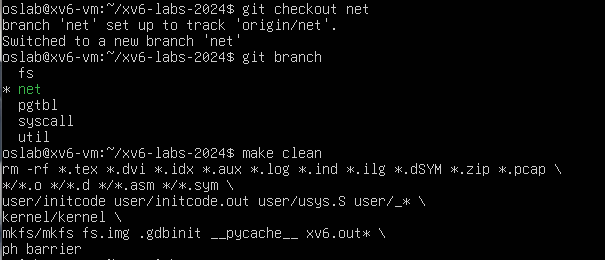 oslab@xv6-vm:~/xv6-labs-2024$ git checkout net
branch 'net' set up to track 'origin/net'.
Switched to a new branch 'net'
oslab@xv6-vm:~/xv6-labs-2024$ git branch
  fs
* net
  pgtbl
  syscall
  util
oslab@xv6-vm:~/xv6-labs-2024$ make clean
rm -rf *.tex *.dvi *.idx *.aux *.log *.ind *.ilg *.dSYM *.zip *.pcap \
*/*.o */*.d */*.asm */*.sym \
user/initcode user/initcode.out user/usys.S user/_* \
kernel/kernel \
mkfs/mkfs fs.img .gdbinit __pycache__ xv6.out* \
ph barrier